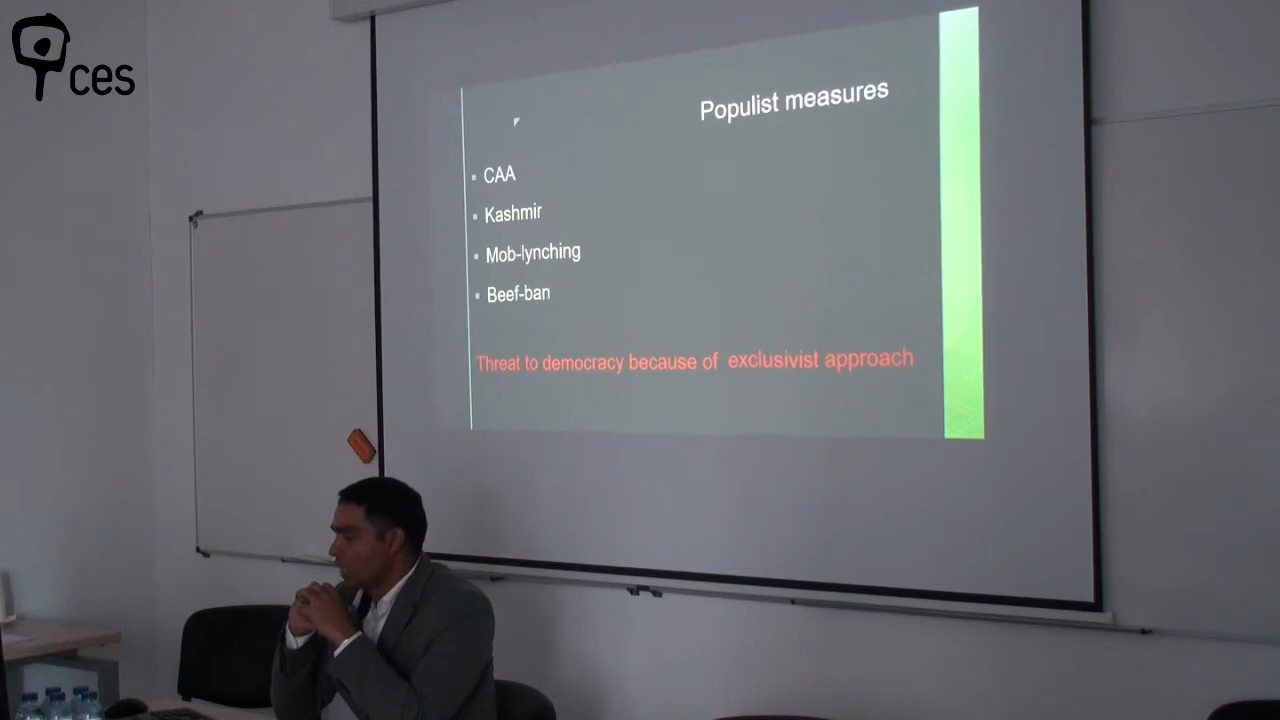 ces
Populist measures
CAA
Kashmir
Mob-lynching
Beef-ban
Threat to democracy because of exclusivist approach